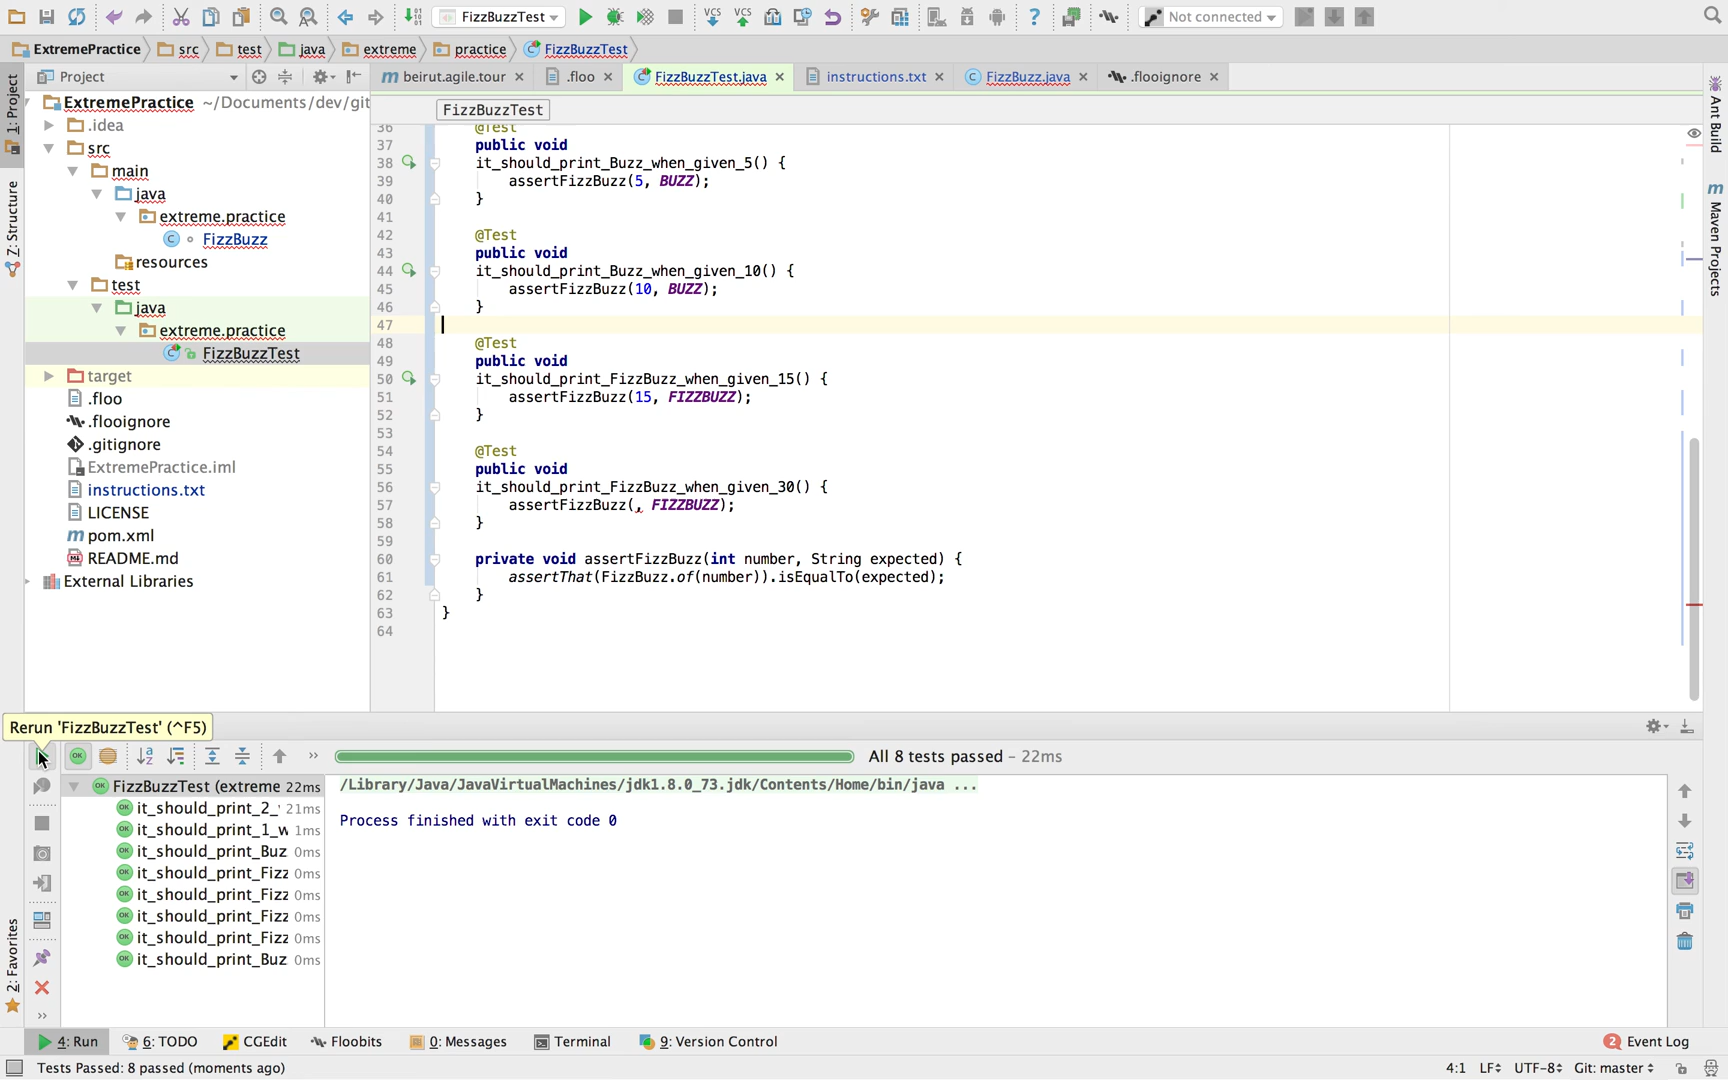 FizzBuzzTest
Not connected
ExtremePractice src test java extreme practice FizzBuzzTest
Project
beirut.agile.tour .floo FizzBuzzTest.java instructions.txt FizzBuzz.java .flooignore
1: Project
Z: Structure
2: Favorites
Ant Build
Maven Projects
ExtremePractice ~/Documents/dev/git
.idea
src
main
java
extreme.practice
FizzBuzz
resources
test
java
extreme.practice
FizzBuzzTest
target
.floo
.flooignore
.gitignore
ExtremePractice.iml
instructions.txt
LICENSE
pom.xml
README.md
External Libraries
FizzBuzzTest
36 @Test
37 public void
38 it_should_print_Buzz_when_given_5() {
39 assertFizzBuzz(5, BUZZ);
40 }
41
42 @Test
43 public void
44 it_should_print_Buzz_when_given_10() {
45 assertFizzBuzz(10, BUZZ);
46 }
47
48 @Test
49 public void
50 it_should_print_FizzBuzz_when_given_15() {
51 assertFizzBuzz(15, FIZZBUZZ);
52 }
53
54 @Test
55 public void
56 it_should_print_FizzBuzz_when_given_30() {
57 assertFizzBuzz(, FIZZBUZZ);
58 }
59
60 private void assertFizzBuzz(int number, String expected) {
61 assertThat(FizzBuzz.of(number)).isEqualTo(expected);
62 }
63 }
64
Rerun 'FizzBuzzTest' (^F5)
All 8 tests passed – 22ms
FizzBuzzTest (extreme 22ms
it_should_print_2_ 21ms
it_should_print_1_w 1ms
it_should_print_Buz 0ms
it_should_print_Fizz 0ms
it_should_print_Fizz 0ms
it_should_print_Fizz 0ms
it_should_print_Fizz 0ms
it_should_print_Buz 0ms
/Library/Java/JavaVirtualMachines/jdk1.8.0_73.jdk/Contents/Home/bin/java ...
Process finished with exit code 0
4: Run 6: TODO CGEdit Floobits 0: Messages Terminal 9: Version Control 2 Event Log
Tests Passed: 8 passed (moments ago) 4:1 LF UTF-8 Git: master